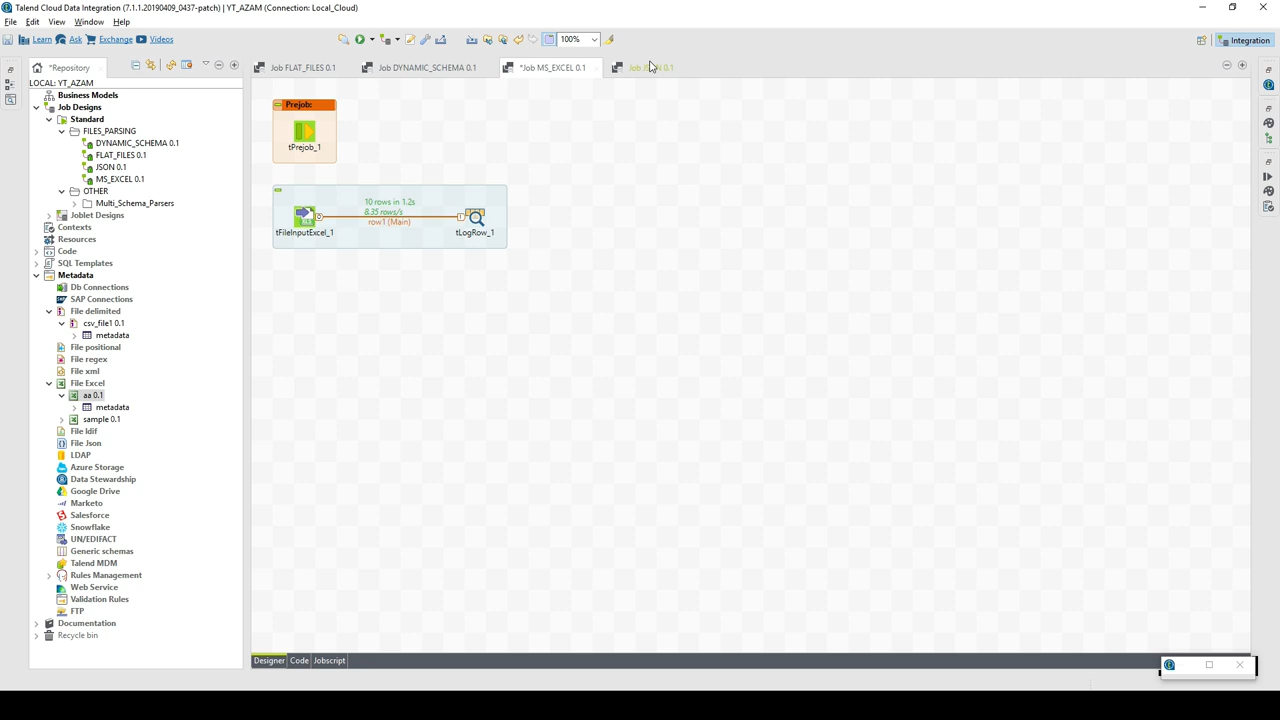 Talend Cloud Data Integration (7.1.1.20190409_0437-patch) | YT_AZAM (Connection: Local_Cloud)
File Edit View Window Help
Learn Ask Exchange Videos
100%
Integration
*Repository
Job FLAT_FILES 0.1
Job DYNAMIC_SCHEMA 0.1
*Job MS_EXCEL 0.1
LOCAL: YT_AZAM
Business Models
Job Designs
Standard
FILES_PARSING
DYNAMIC_SCHEMA 0.1
FLAT_FILES 0.1
JSON 0.1
MS_EXCEL 0.1
OTHER
Multi_Schema_Parsers
Joblet Designs
Contexts
Resources
Code
SQL Templates
Metadata
Db Connections
SAP Connections
File delimited
csv_file1 0.1
metadata
File positional
File regex
File xml
File Excel
aa 0.1
metadata
sample 0.1
File ldif
File Json
LDAP
Azure Storage
Data Stewardship
Google Drive
Marketo
Salesforce
Snowflake
UN/EDIFACT
Generic schemas
Talend MDM
Rules Management
Web Service
Validation Rules
FTP
Documentation
Recycle bin
Prejob:
tPrejob_1
10 rows in 1.2s
8.35 rows/s
row1 (Main)
tFileInputExcel_1
tLogRow_1
Designer Code Jobscript